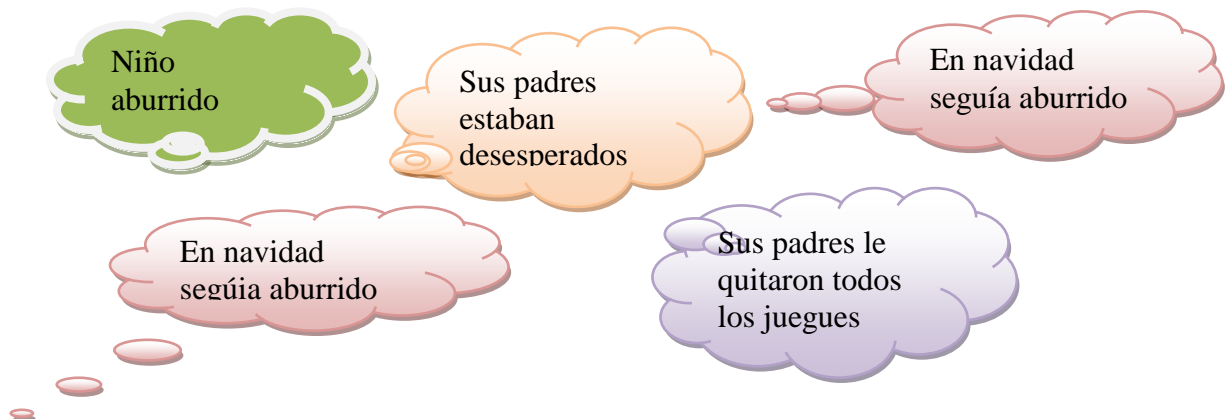 Niño
aburrido
Sus padres
estaban
desesperados
En navidad
seguía aburrido
En navidad
segúia aburrido
Sus padres le
quitaron todos
los juegues